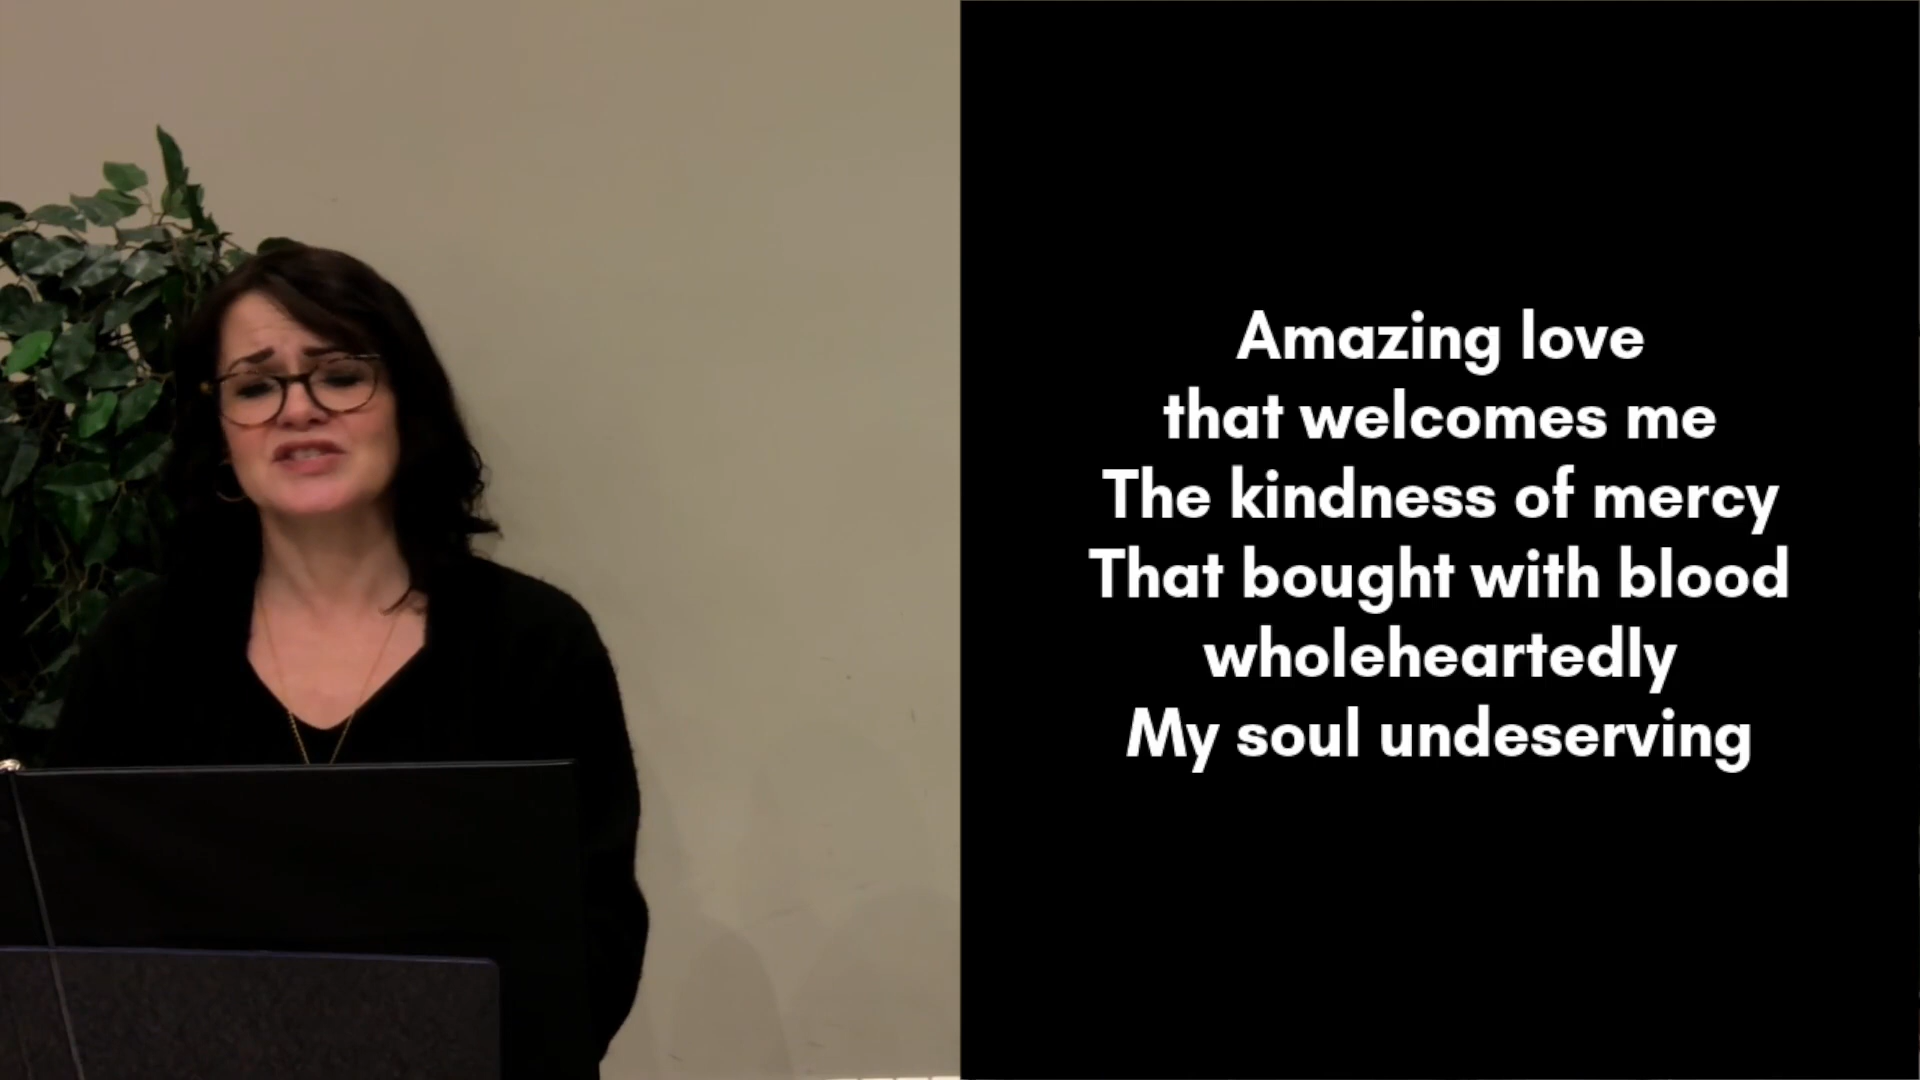 Amazing love
that welcomes me
The kindness of mercy
That bought with blood
wholeheartedly
My soul undeserving